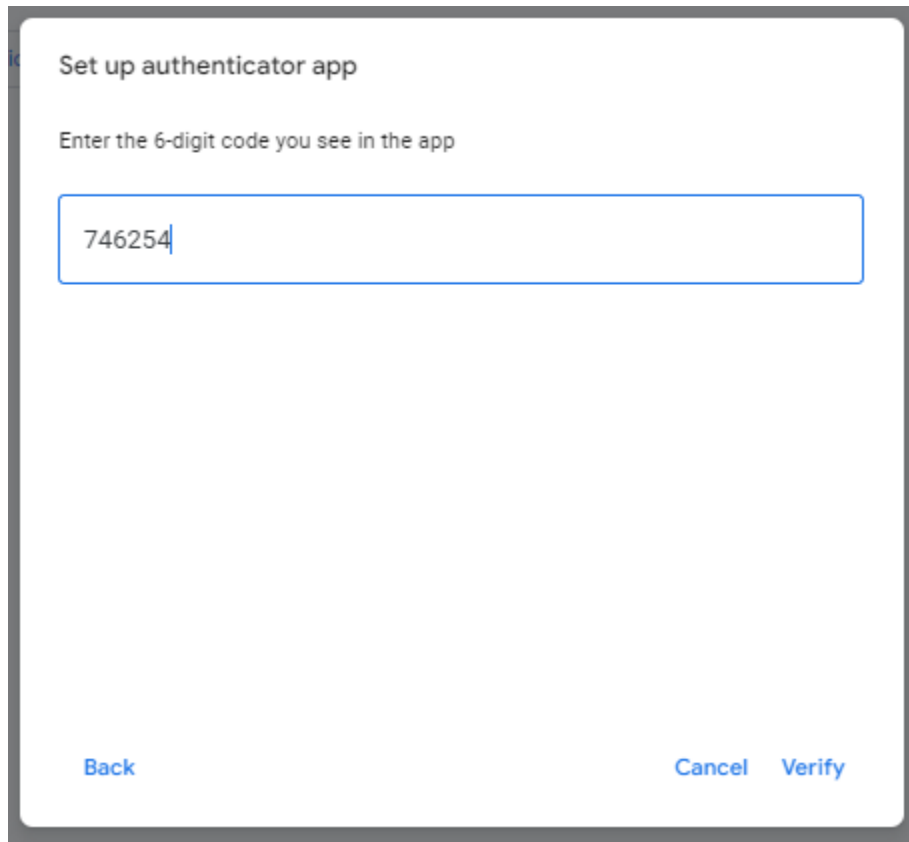 Set up authenticator app
Enter the 6-digit code you see in the app
746254
Back Cancel Verify